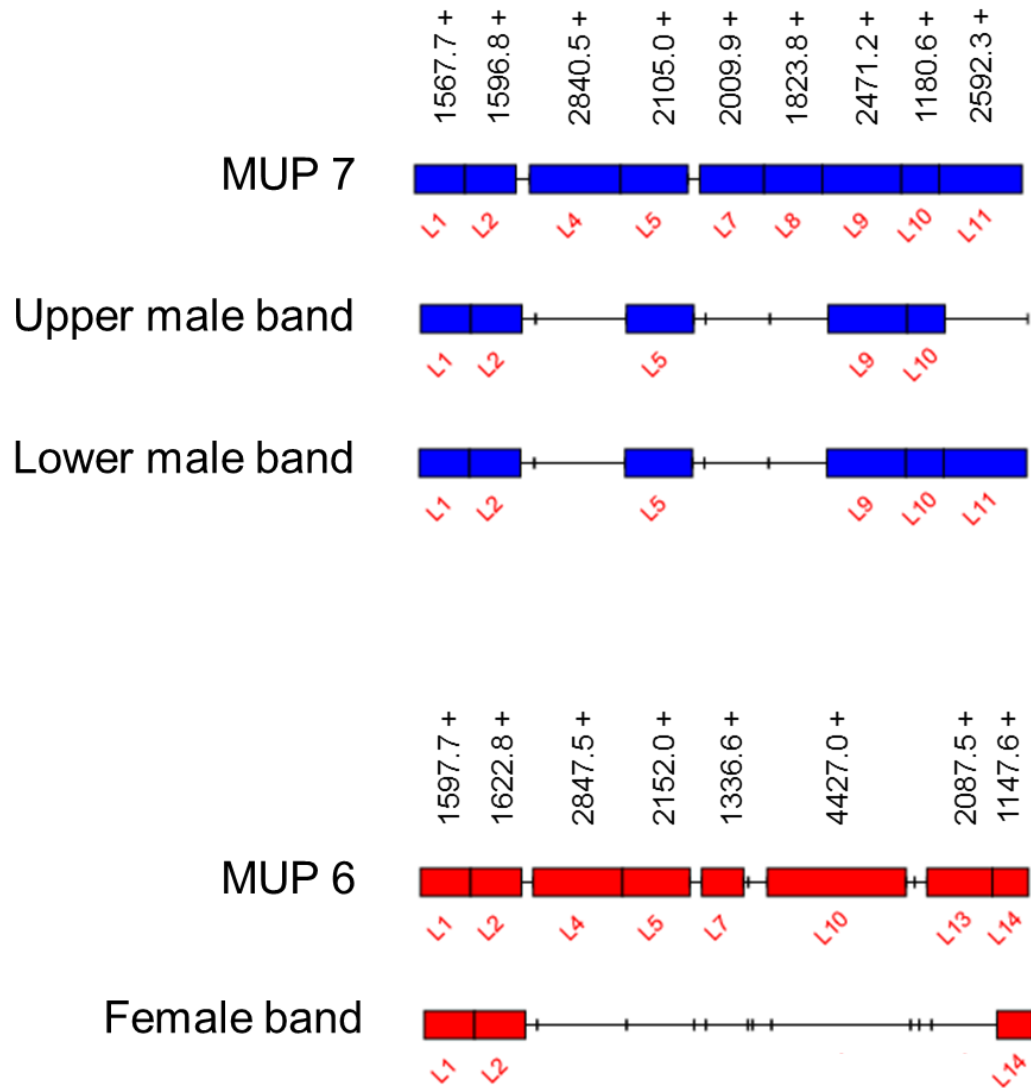 1567.7 + 1596.8 + 2840.5 + 2105.0 + 2009.9 + 1823.8 + 2471.2 + 1180.6 + 2592.3 +
MUP 7
L1 L2 L4 L5 L7 L8 L9 L10 L11
Upper male band
L1 L2 L5 L9 L10
Lower male band
L1 L2 L5 L9 L10 L11
1597.7 + 1622.8 + 2847.5 + 2152.0 + 1336.6 + 4427.0 + 2087.5 + 1147.6 +
MUP 6
L1 L2 L4 L5 L7 L10 L13 L14
Female band
L1 L2 L14